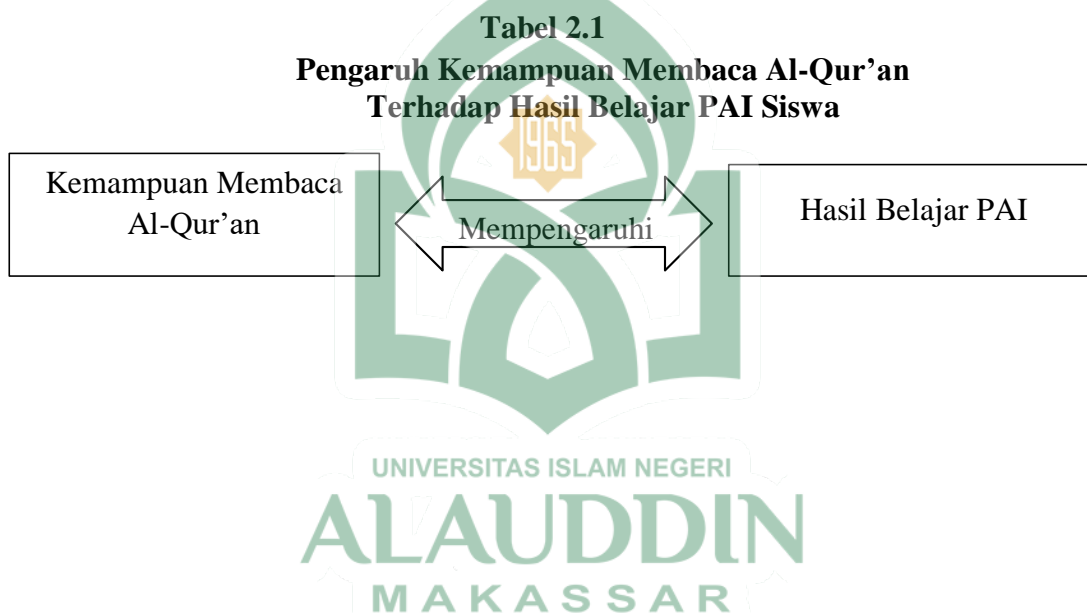 Tabel 2.1
Pengaruh Kemampuan Membaca Al-Qur’an
Terhadap Hasil Belajar PAI Siswa
1965
Kemampuan Membaca
Al-Qur’an
Mempengaruhi
Hasil Belajar PAI
UNIVERSITAS ISLAM NEGERI
ALAUDDIN
MAKASSAR